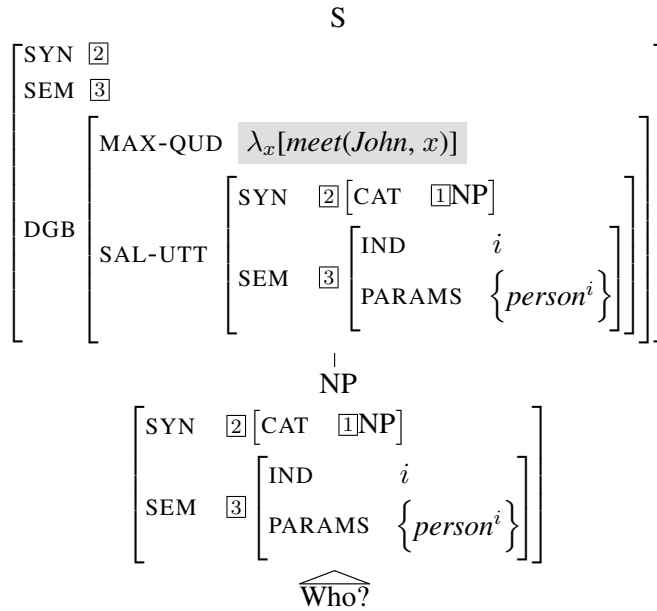 S
SYN 2
SEM 3
MAX-QUD λx[meet(John, x)]
SYN 2 [CAT 1NP]
DGB
SAL-UTT
IND i
SEM 3
PARAMS {person^i}
NP
SYN 2 [CAT 1NP]
IND i
SEM 3
PARAMS {person^i}
Who?